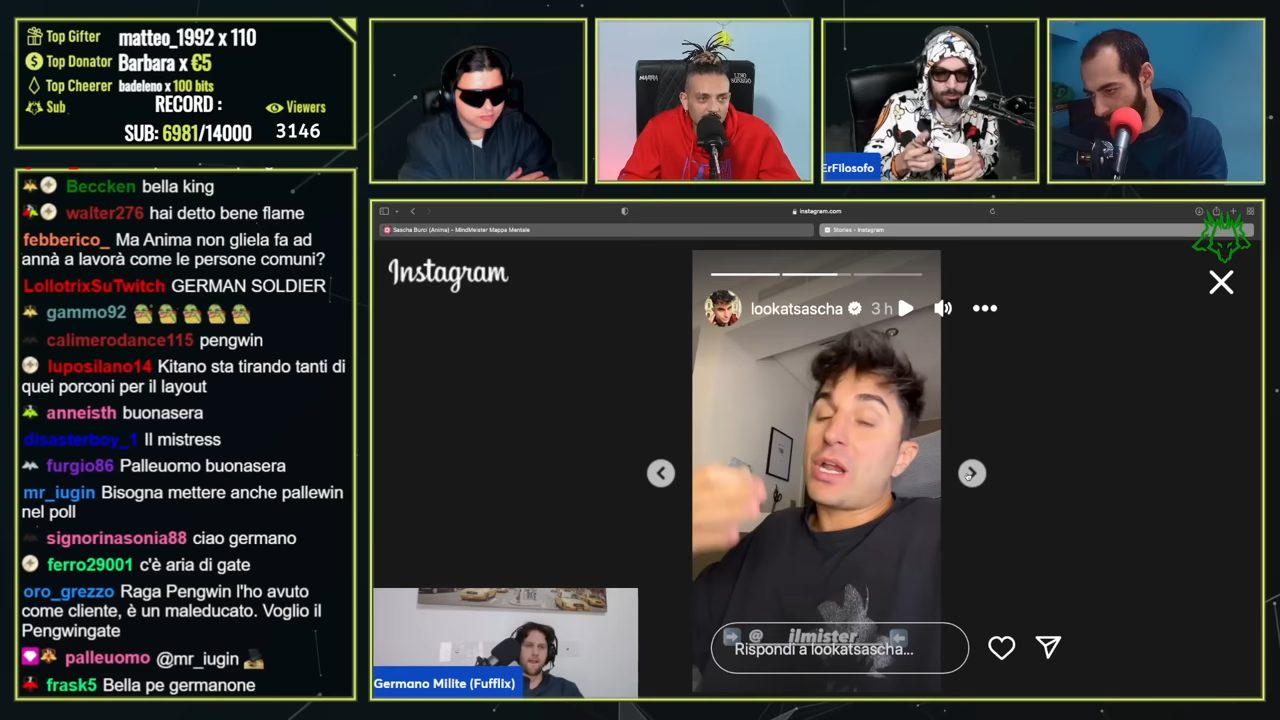 Top Gifter matteo_1992 x 110
Top Donator Barbara x €5
Top Cheerer badeleno x 100 bits
Sub RECORD : Viewers
SUB: 6981/14000 3146
Beccken bella king
walter276 hai detto bene flame
febberico_ Ma Anima non gliela fa ad
annà a lavorà come le persone comuni?
LollotrixSuTwitch GERMAN SOLDIER
gammo92
calimerodance115 pengwin
luposilano14 Kitano sta tirando tanti di
quei porconi per il layout
anneisth buonasera
disasterboy_1 Il mistress
furgio86 Palleuomo buonasera
mr_iugin Bisogna mettere anche pallewin
nel poll
signorinasonia88 ciao germano
ferro29001 c'è aria di gate
oro_grezzo Raga Pengwin l'ho avuto
come cliente, è un maleducato. Voglio il
Pengwingate
palleuomo @mr_iugin
frask5 Bella pe germanone
ErFIlosofo
instagram.com
Sascha Burci (Anima) - MindMeister Mappa Mentale
Stories · Instagram
Instagram
lookatsascha 3 h
@ ilmister
Rispondi a lookatsascha...
Germano Milite (Fufflix)